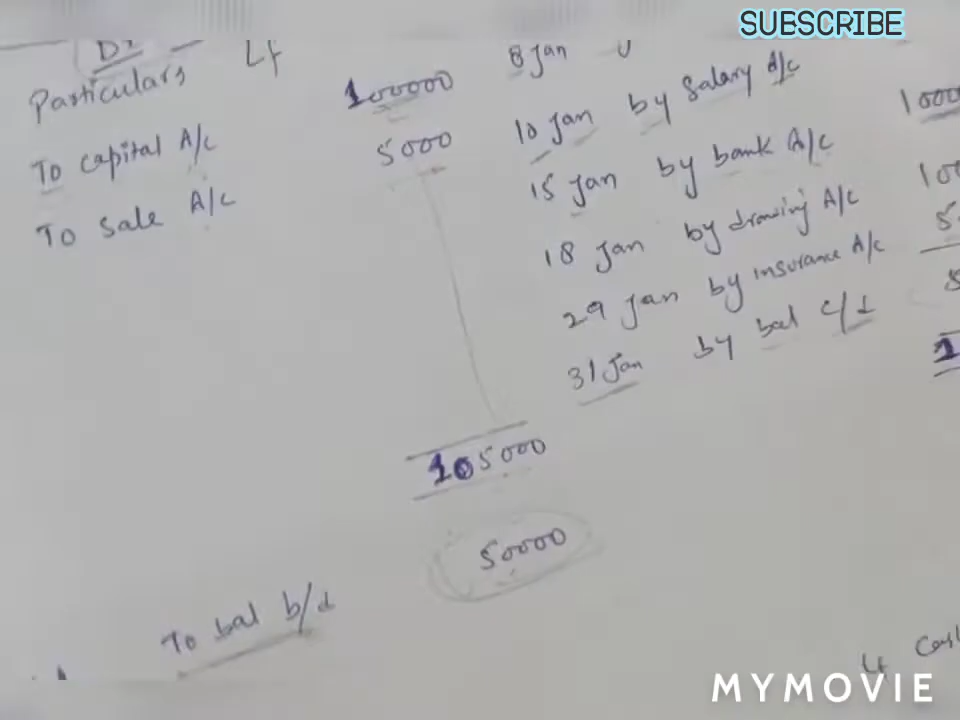 SUBSCRIBE
Dr
Particulars LF
100000 8 Jan
To capital A/c 5000 10 Jan by salary A/c
To sale A/c 15 Jan by bank A/c
18 Jan by drawing A/c
29 Jan by insurance A/c
31 Jan by bal c/d
105000
50000
To bal b/d
MYMOVIE